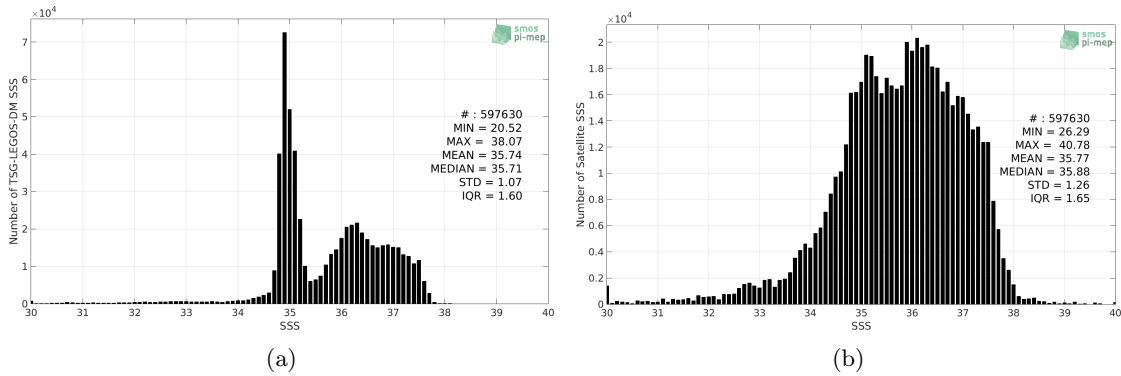 ×10⁴
7
6
5
4
3
2
1
0
Number of TSG-LEGOS-DM SSS
30 31 32 33 34 35 36 37 38 39 40
SSS
smos
pi-mep
# : 597630
MIN = 20.52
MAX = 38.07
MEAN = 35.74
MEDIAN = 35.71
STD = 1.07
IQR = 1.60
(a)
×10⁴
2
1.8
1.6
1.4
1.2
1
0.8
0.6
0.4
0.2
0
Number of Satellite SSS
30 31 32 33 34 35 36 37 38 39 40
SSS
smos
pi-mep
# : 597630
MIN = 26.29
MAX = 40.78
MEAN = 35.77
MEDIAN = 35.88
STD = 1.26
IQR = 1.65
(b)